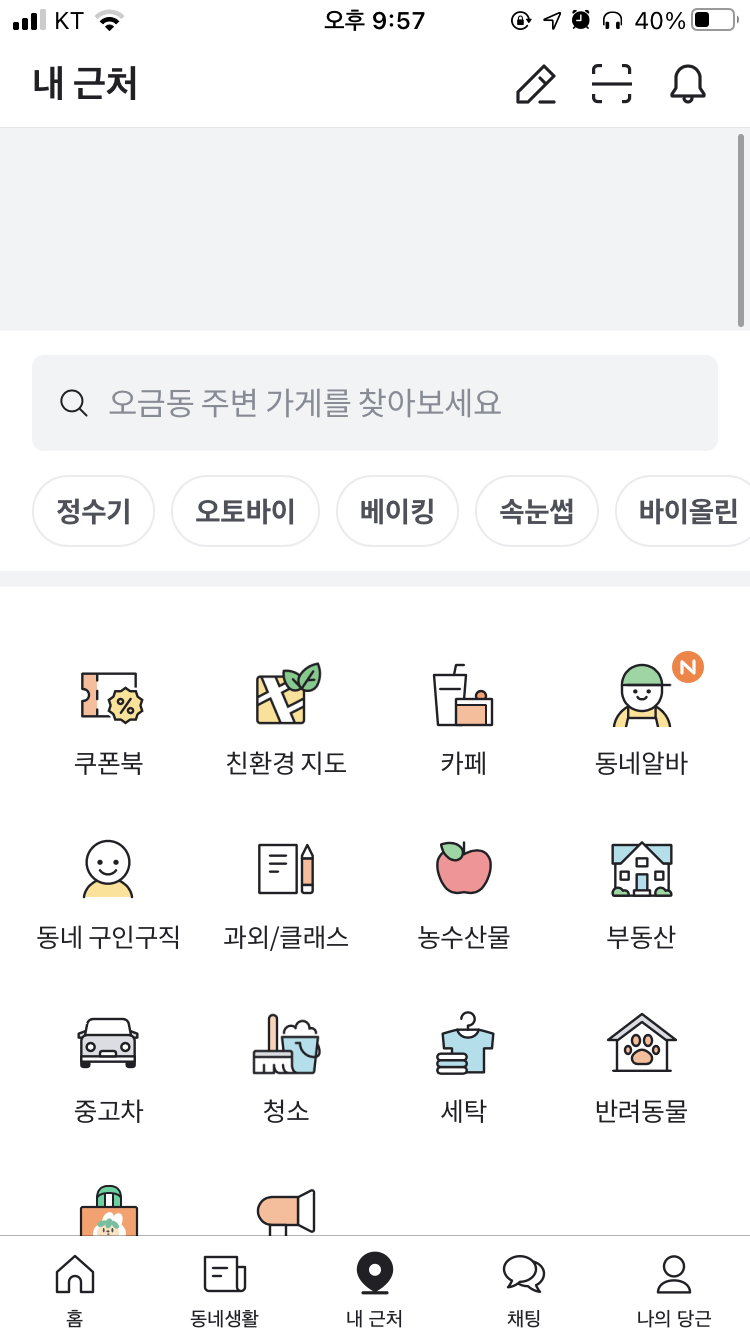 KT 오후 9:57 40%
내 근처
오금동 주변 가게를 찾아보세요
정수기 오토바이 베이킹 속눈썹 바이올린
N
%
쿠폰북 친환경 지도 카페 동네알바
동네 구인구직 과외/클래스 농수산물 부동산
중고차 청소 세탁 반려동물
홈 동네생활 내 근처 채팅 나의 당근